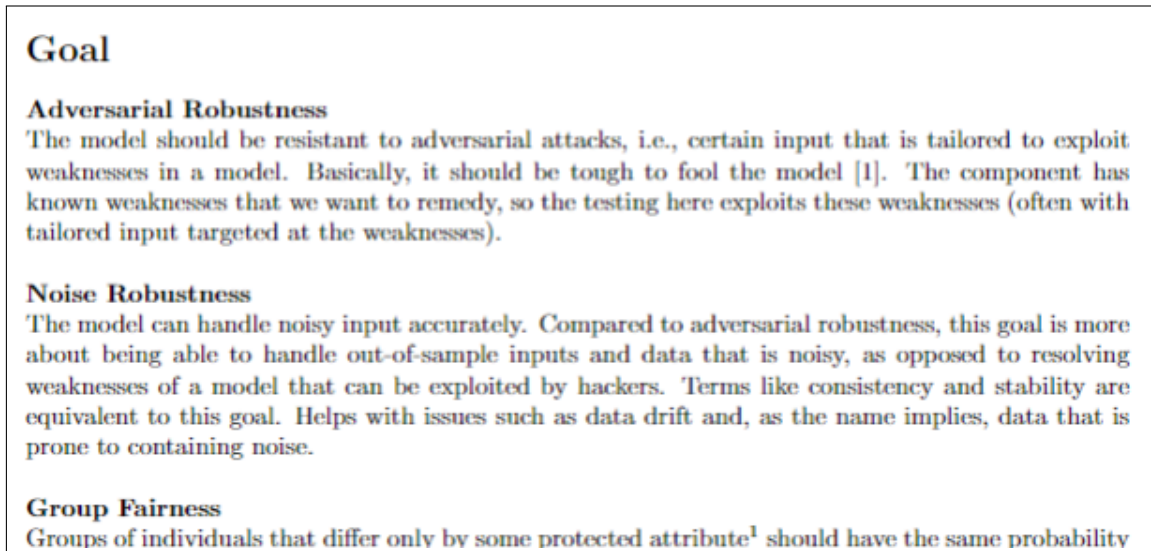 Goal
Adversarial Robustness
The model should be resistant to adversarial attacks, i.e., certain input that is tailored to exploit
weaknesses in a model. Basically, it should be tough to fool the model [1]. The component has
known weaknesses that we want to remedy, so the testing here exploits these weaknesses (often with
tailored input targeted at the weaknesses).
Noise Robustness
The model can handle noisy input accurately. Compared to adversarial robustness, this goal is more
about being able to handle out-of-sample inputs and data that is noisy, as opposed to resolving
weaknesses of a model that can be exploited by hackers. Terms like consistency and stability are
equivalent to this goal. Helps with issues such as data drift and, as the name implies, data that is
prone to containing noise.
Group Fairness
Groups of individuals that differ only by some protected attribute¹ should have the same probability